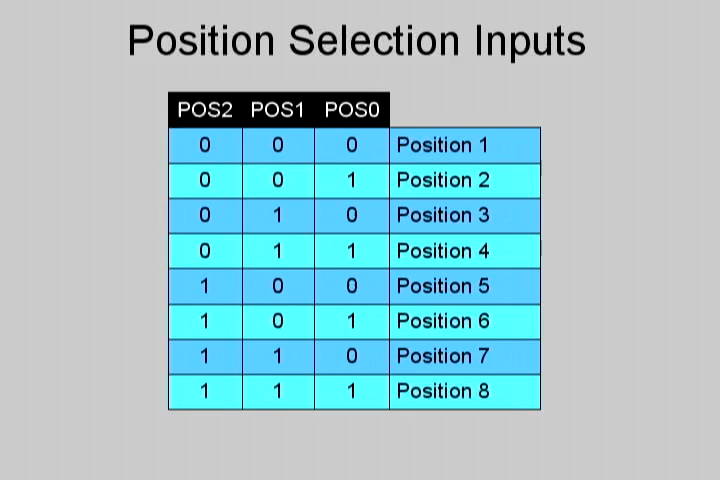 Position Selection Inputs
POS2 POS1 POS0
0 0 0 Position 1
0 0 1 Position 2
0 1 0 Position 3
0 1 1 Position 4
1 0 0 Position 5
1 0 1 Position 6
1 1 0 Position 7
1 1 1 Position 8